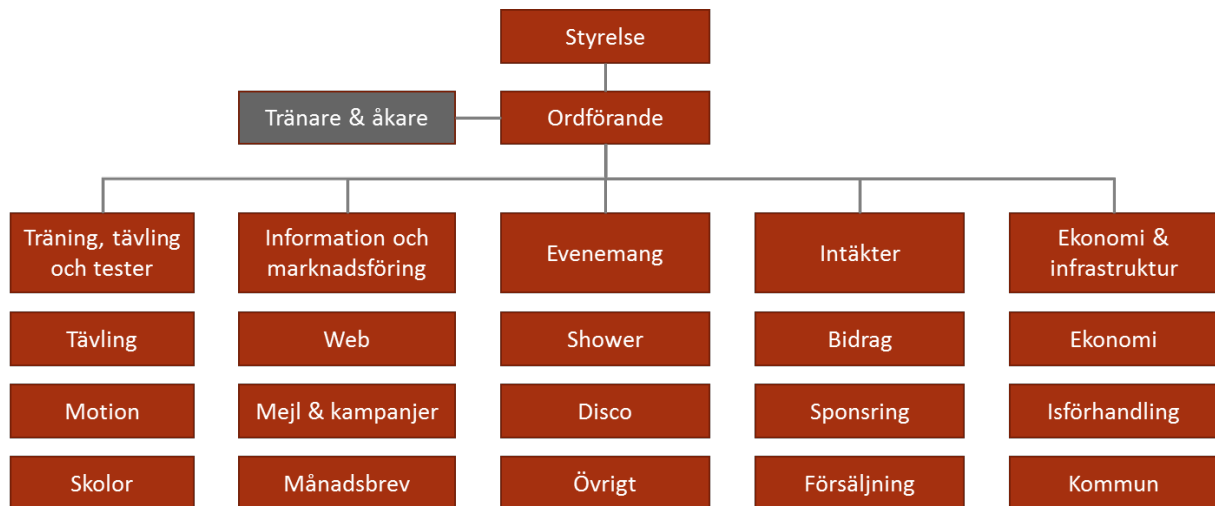 Styrelse
Tränare & åkare
Ordförande
Träning, tävling
och tester
Information och
marknadsföring
Evenemang
Intäkter
Ekonomi &
infrastruktur
Tävling
Web
Shower
Bidrag
Ekonomi
Motion
Mejl & kampanjer
Disco
Sponsring
Isförhandling
Skolor
Månadsbrev
Övrigt
Försäljning
Kommun